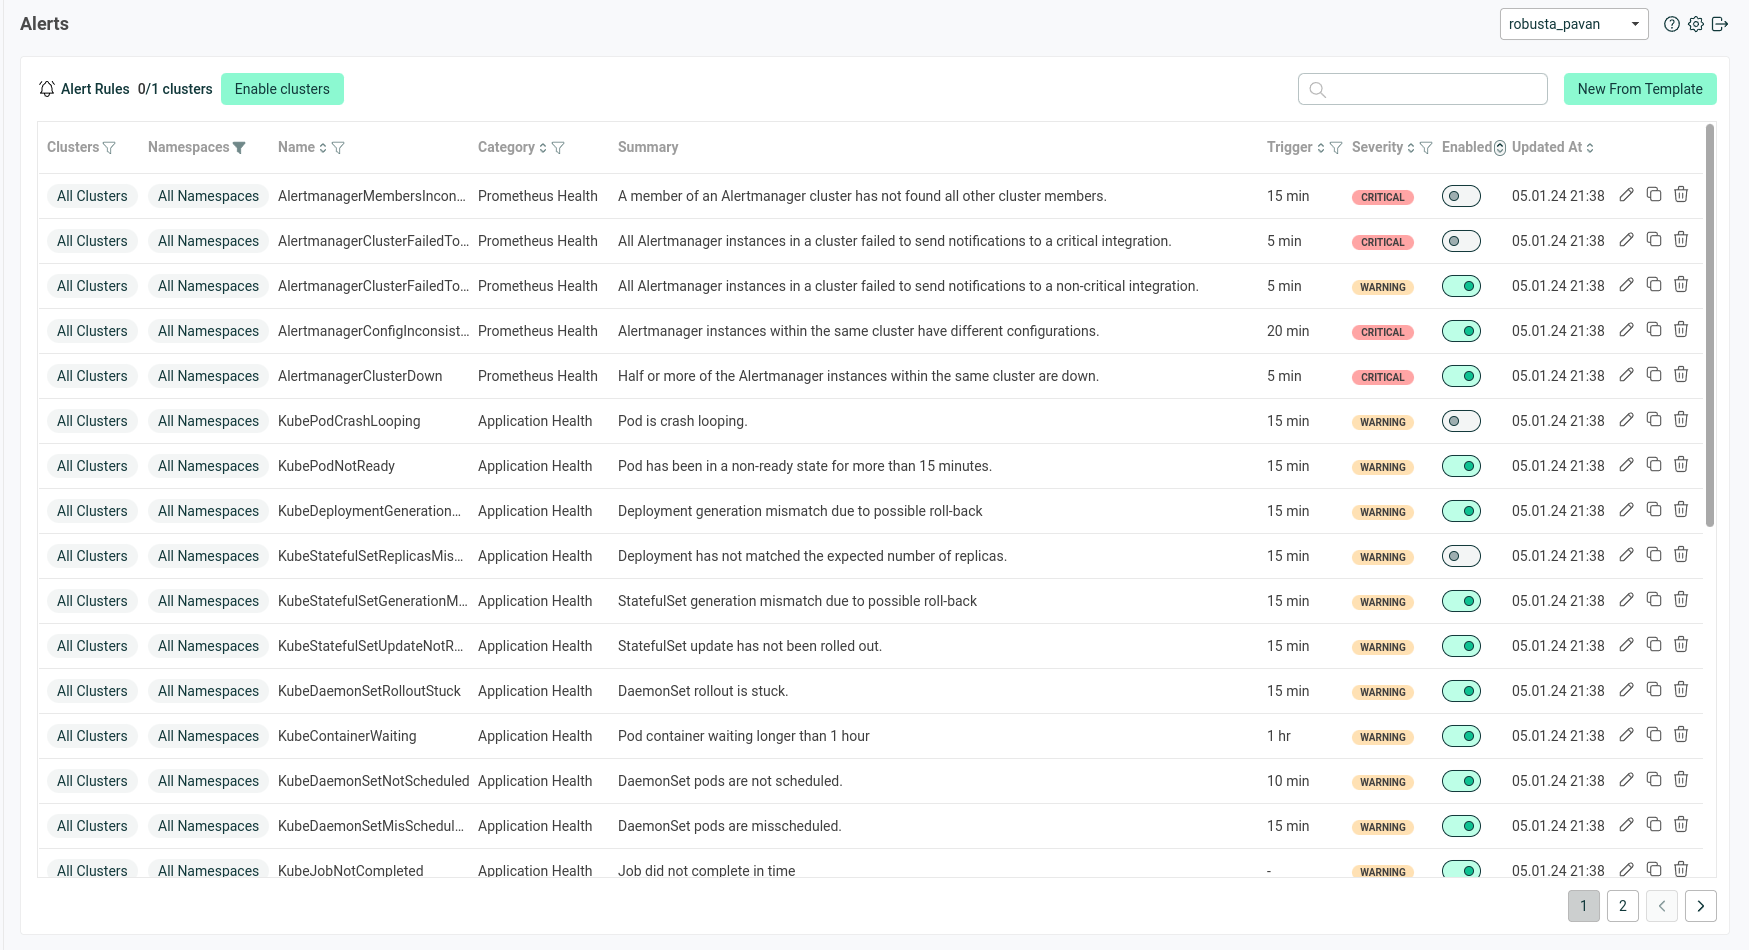 Alerts
robusta_pavan
Alert Rules 0/1 clusters Enable clusters
New From Template
Clusters Namespaces Name Category Summary Trigger Severity Enabled Updated At
All Clusters All Namespaces AlertmanagerMembersIncon... Prometheus Health A member of an Alertmanager cluster has not found all other cluster members. 15 min CRITICAL 05.01.24 21:38
All Clusters All Namespaces AlertmanagerClusterFailedTo... Prometheus Health All Alertmanager instances in a cluster failed to send notifications to a critical integration. 5 min CRITICAL 05.01.24 21:38
All Clusters All Namespaces AlertmanagerClusterFailedTo... Prometheus Health All Alertmanager instances in a cluster failed to send notifications to a non-critical integration. 5 min WARNING 05.01.24 21:38
All Clusters All Namespaces AlertmanagerConfigInconsist... Prometheus Health Alertmanager instances within the same cluster have different configurations. 20 min CRITICAL 05.01.24 21:38
All Clusters All Namespaces AlertmanagerClusterDown Prometheus Health Half or more of the Alertmanager instances within the same cluster are down. 5 min CRITICAL 05.01.24 21:38
All Clusters All Namespaces KubePodCrashLooping Application Health Pod is crash looping. 15 min WARNING 05.01.24 21:38
All Clusters All Namespaces KubePodNotReady Application Health Pod has been in a non-ready state for more than 15 minutes. 15 min WARNING 05.01.24 21:38
All Clusters All Namespaces KubeDeploymentGeneration... Application Health Deployment generation mismatch due to possible roll-back 15 min WARNING 05.01.24 21:38
All Clusters All Namespaces KubeStatefulSetReplicasMis... Application Health Deployment has not matched the expected number of replicas. 15 min WARNING 05.01.24 21:38
All Clusters All Namespaces KubeStatefulSetGenerationM... Application Health StatefulSet generation mismatch due to possible roll-back 15 min WARNING 05.01.24 21:38
All Clusters All Namespaces KubeStatefulSetUpdateNotR... Application Health StatefulSet update has not been rolled out. 15 min WARNING 05.01.24 21:38
All Clusters All Namespaces KubeDaemonSetRolloutStuck Application Health DaemonSet rollout is stuck. 15 min WARNING 05.01.24 21:38
All Clusters All Namespaces KubeContainerWaiting Application Health Pod container waiting longer than 1 hour 1 hr WARNING 05.01.24 21:38
All Clusters All Namespaces KubeDaemonSetNotScheduled Application Health DaemonSet pods are not scheduled. 10 min WARNING 05.01.24 21:38
All Clusters All Namespaces KubeDaemonSetMisSchedul... Application Health DaemonSet pods are misscheduled. 15 min WARNING 05.01.24 21:38
All Clusters All Namespaces KubeJobNotCompleted Application Health Job did not complete in time - WARNING 05.01.24 21:38
1 2